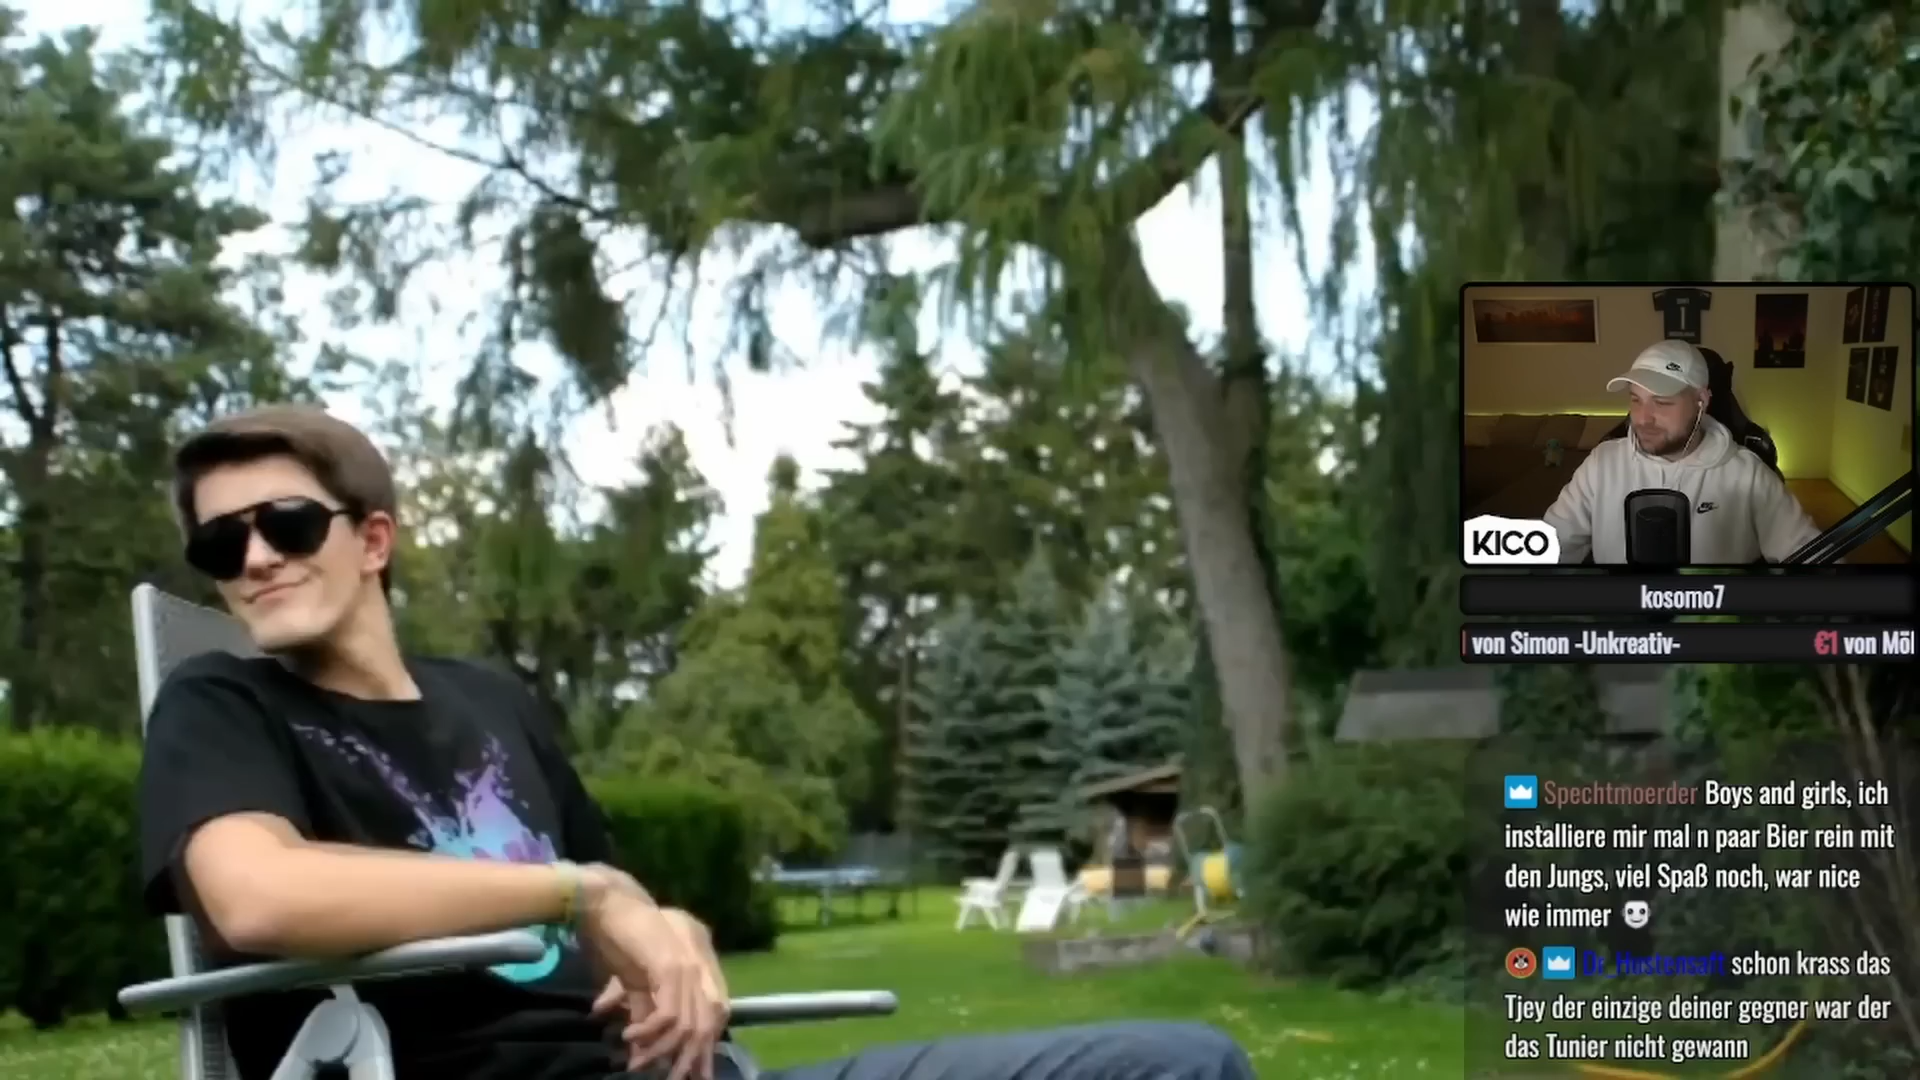 KICO
kosomo7
von Simon -Unkreativ- €1 von Möl
Spechtmoerder Boys and girls, ich
installiere mir mal n paar Bier rein mit
den Jungs, viel Spaß noch, war nice
wie immer
Dr_Hustensaft schon krass das
Tjey der einzige deiner gegner war der
das Tunier nicht gewann